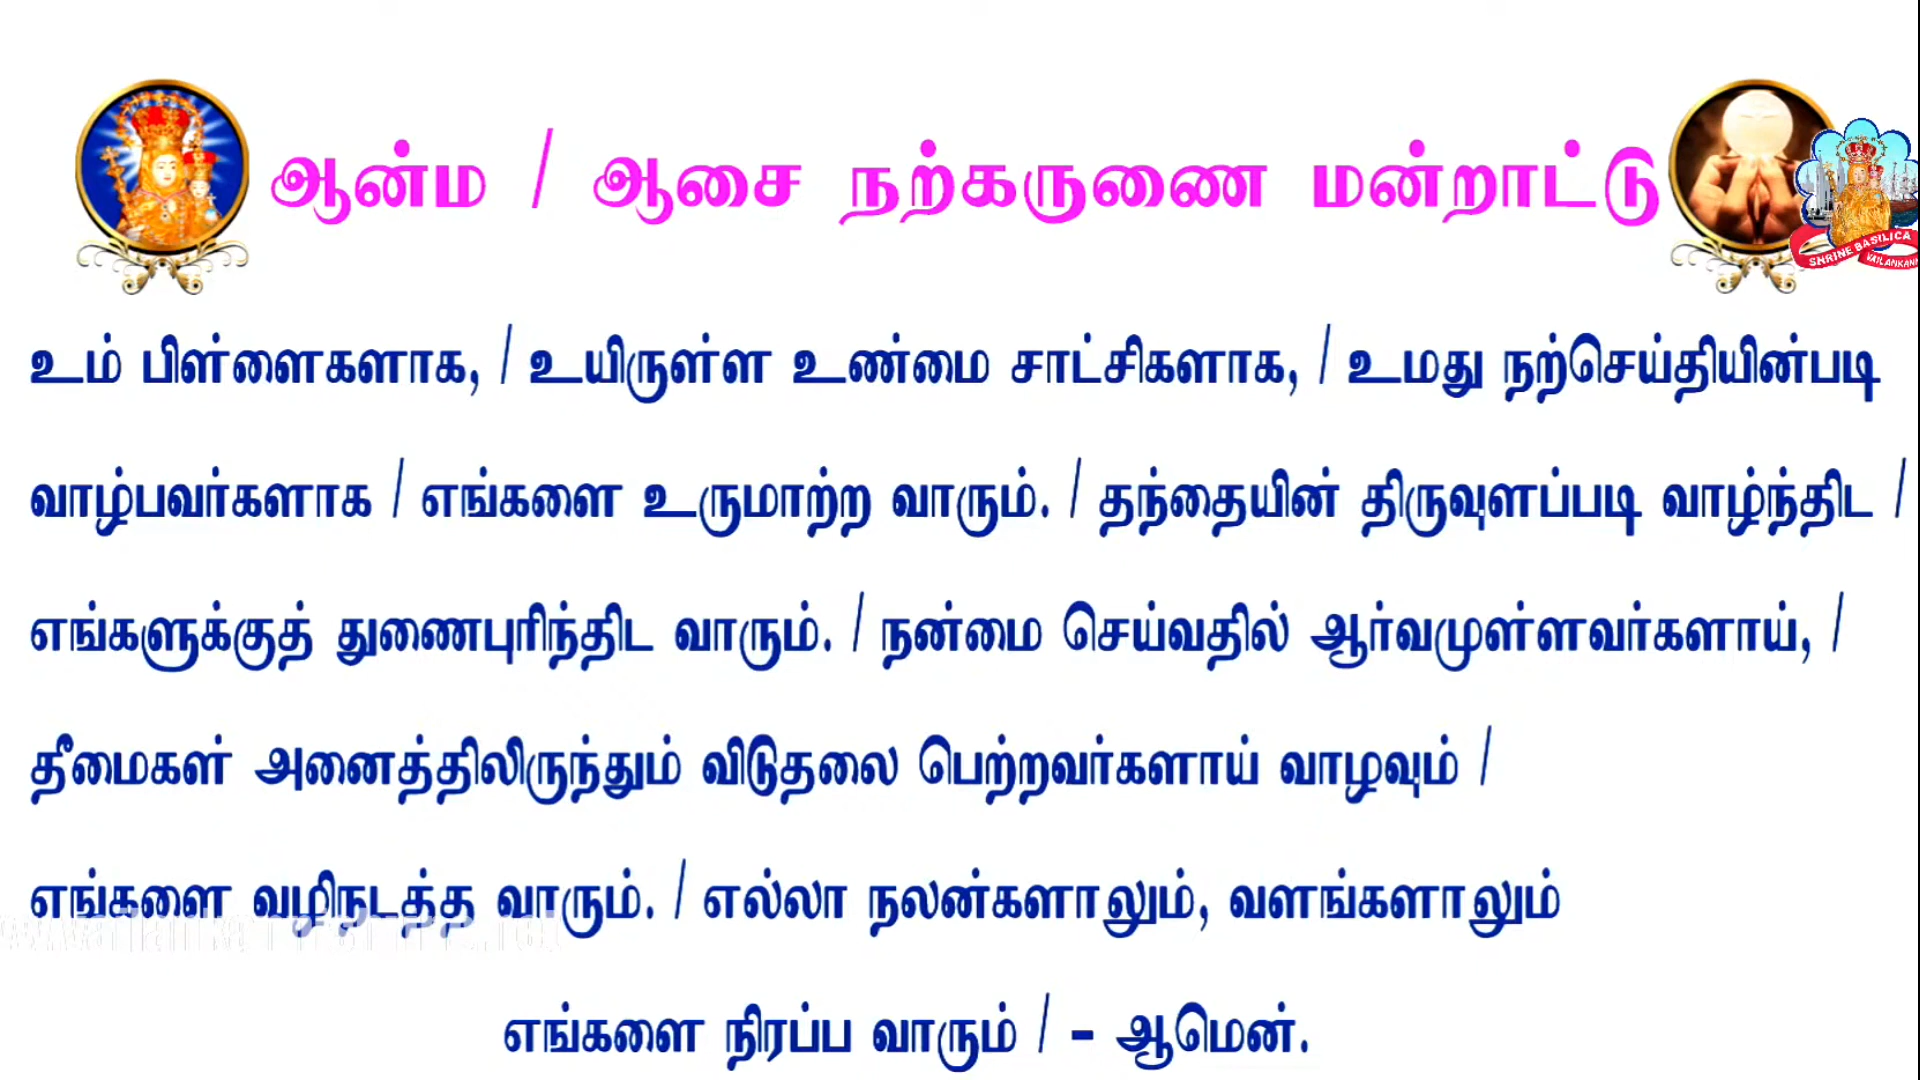 ஆன்ம / ஆசை நற்கருணை மன்றாட்டு
SHRINE BASILICA
உம் பிள்ளைகளாக, / உயிருள்ள உண்மை சாட்சிகளாக, / உமது நற்செய்தியின்படி
வாழ்பவர்களாக / எங்களை உருமாற்ற வாரும். / தந்தையின் திருவுளப்படி வாழ்ந்திட /
எங்களுக்குத் துணைபுரிந்திட வாரும். / நன்மை செய்வதில் ஆர்வமுள்ளவர்களாய், /
தீமைகள் அனைத்திலிருந்தும் விடுதலை பெற்றவர்களாய் வாழவும் /
எங்களை வழிநடத்த வாரும். / எல்லா நலன்களாலும், வளங்களாலும்
எங்களை நிரப்ப வாரும் / - ஆமென்.